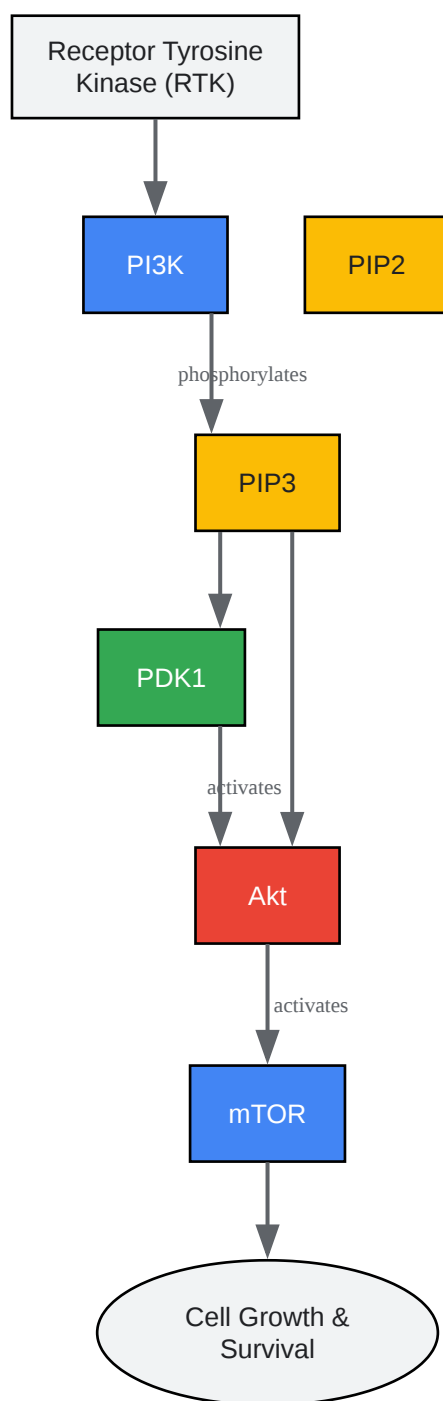 Receptor Tyrosine
Kinase (RTK)
PI3K
PIP2
phosphorylates
PIP3
PDK1
activates
Akt
activates
mTOR
Cell Growth &
Survival